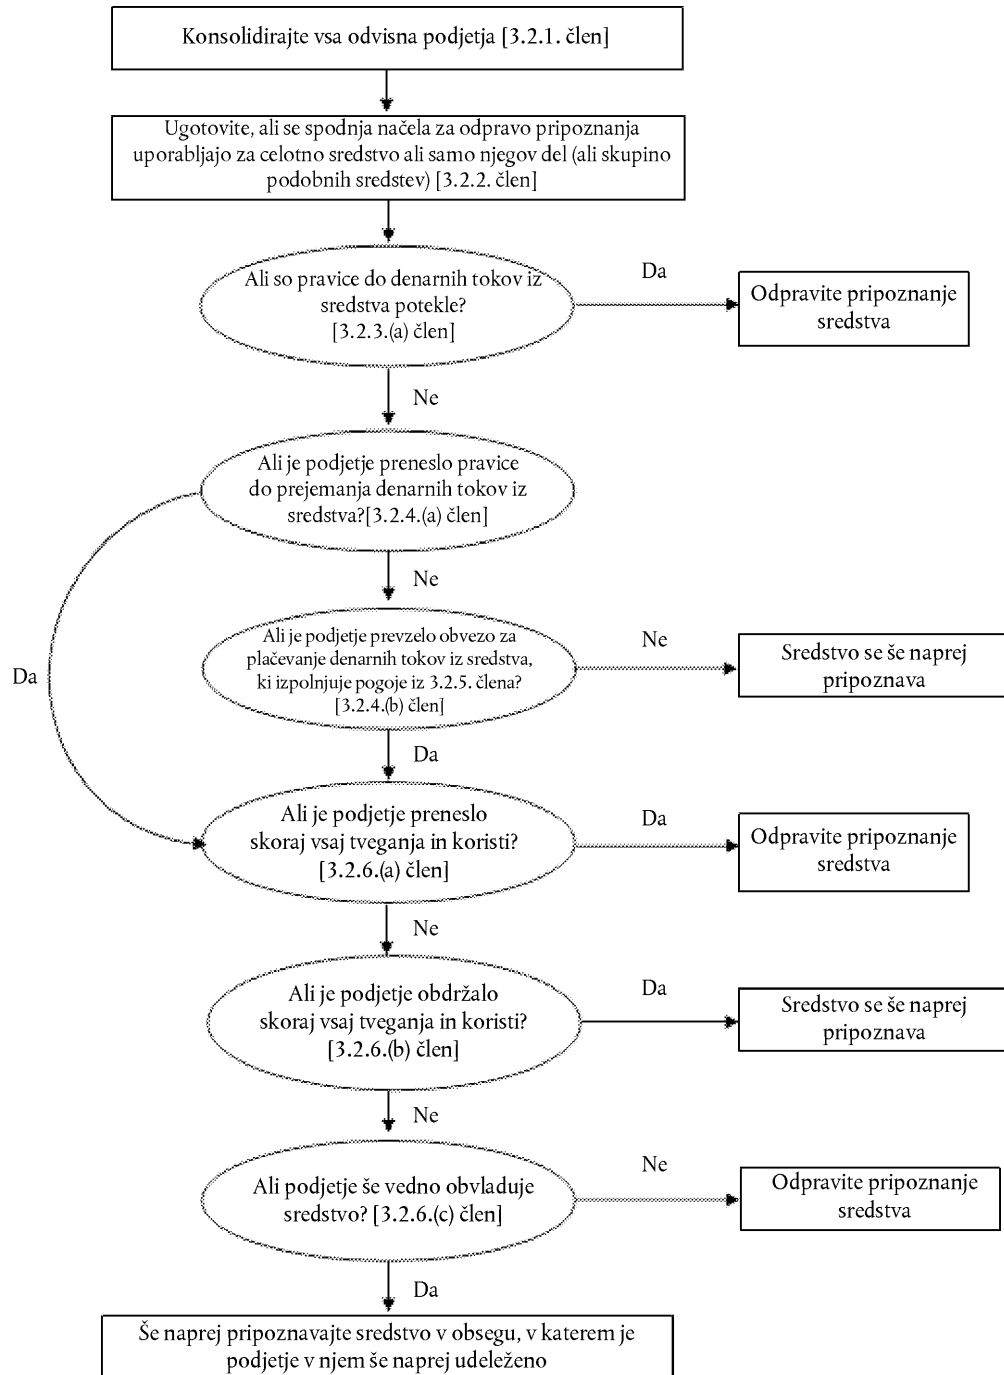 Konsolidirajte vsa odvisna podjetja [3.2.1. člen]
Ugotovite, ali se spodnja načela za odpravo pripoznanja
uporabljajo za celotno sredstvo ali samo njegov del (ali skupino
podobnih sredstev) [3.2.2. člen]
Ali so pravice do denarnih tokov iz
sredstva potekle?
[3.2.3.(a) člen]
Da
Odpravite pripoznanje
sredstva
Ne
Ali je podjetje preneslo pravice
do prejemanja denarnih tokov iz
sredstva?[3.2.4.(a) člen]
Ne
Ali je podjetje prevzelo obvezo za
plačevanje denarnih tokov iz sredstva,
ki izpolnjuje pogoje iz 3.2.5. člena?
[3.2.4.(b) člen]
Ne
Sredstvo se še naprej
pripoznava
Da
Da
Ali je podjetje preneslo
skoraj vsaj tveganja in koristi?
[3.2.6.(a) člen]
Da
Odpravite pripoznanje
sredstva
Ne
Ali je podjetje obdržalo
skoraj vsaj tveganja in koristi?
[3.2.6.(b) člen]
Da
Sredstvo se še naprej
pripoznava
Ne
Ali podjetje še vedno obvladuje
sredstvo? [3.2.6.(c) člen]
Ne
Odpravite pripoznanje
sredstva
Da
Še naprej pripoznavajte sredstvo v obsegu, v katerem je
podjetje v njem še naprej udeleženo